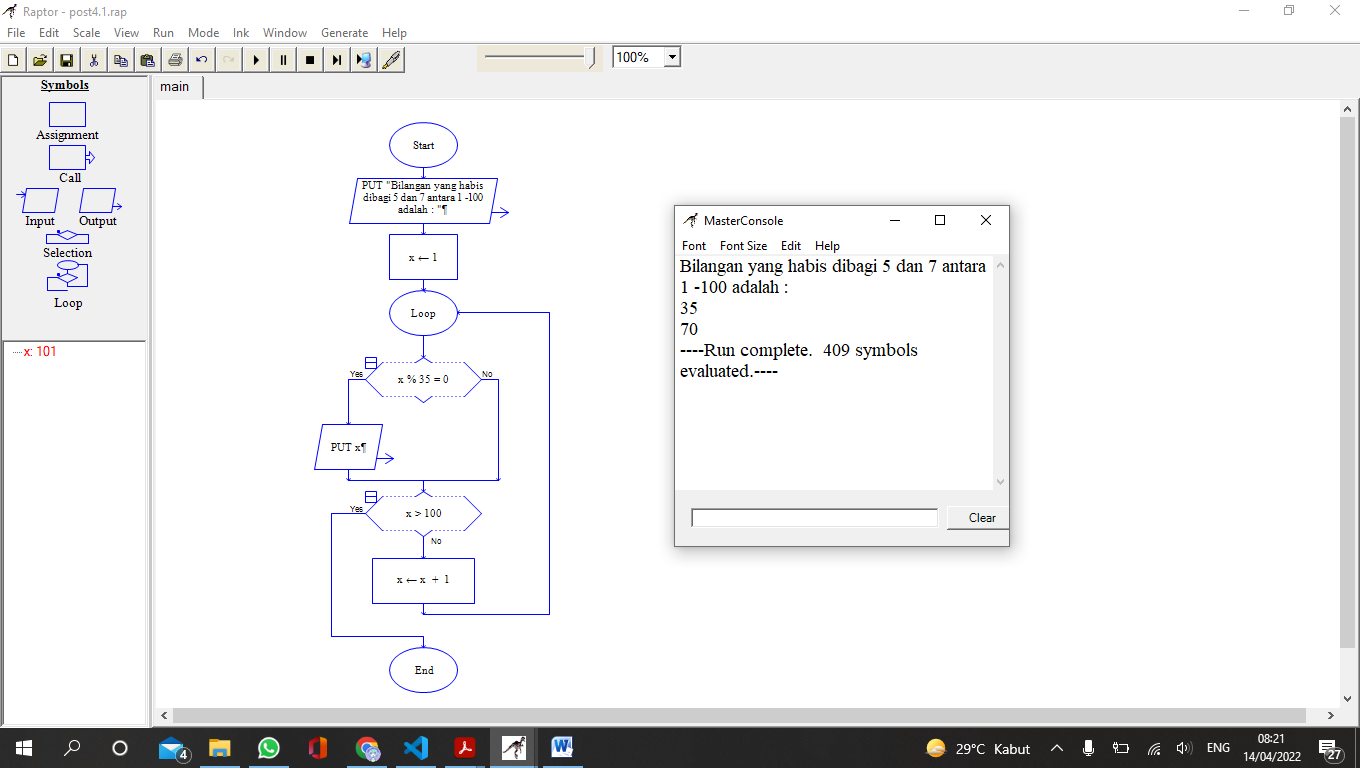 Raptor - post4.1.rap
File Edit Scale View Run Mode Ink Window Generate Help
100%
Symbols
Assignment
Call
Input Output
Selection
Loop
x: 101
main
Start
PUT "Bilangan yang habis
dibagi 5 dan 7 antara 1 -100
adalah : "¶
x ← 1
Loop
Yes
x % 35 = 0
No
PUT x¶
Yes
x > 100
No
x ← x + 1
End
MasterConsole
Font Font Size Edit Help
Bilangan yang habis dibagi 5 dan 7 antara
1 -100 adalah :
35
70
----Run complete. 409 symbols
evaluated.----
Clear
4
29°C Kabut
ENG
08:21
14/04/2022
27